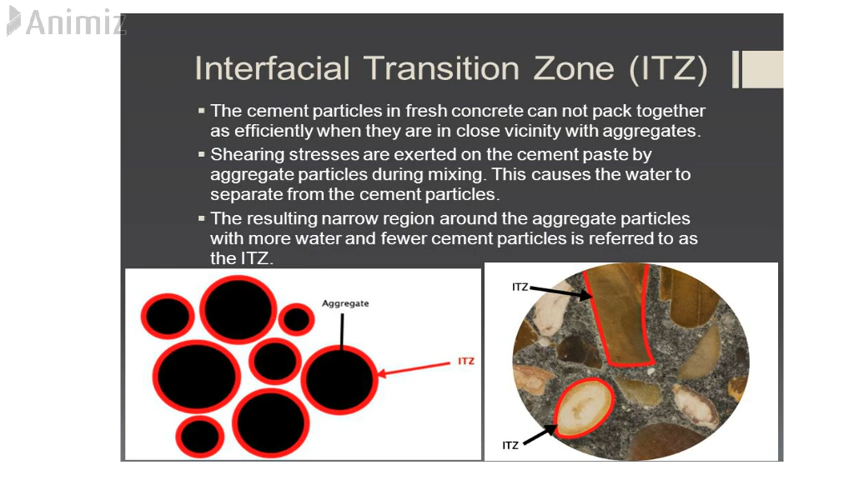 Animiz
Interfacial Transition Zone (ITZ)
▪ The cement particles in fresh concrete can not pack together
as efficiently when they are in close vicinity with aggregates.
▪ Shearing stresses are exerted on the cement paste by
aggregate particles during mixing. This causes the water to
separate from the cement particles.
▪ The resulting narrow region around the aggregate particles
with more water and fewer cement particles is referred to as
the ITZ.
Aggregate
ITZ
ITZ
ITZ